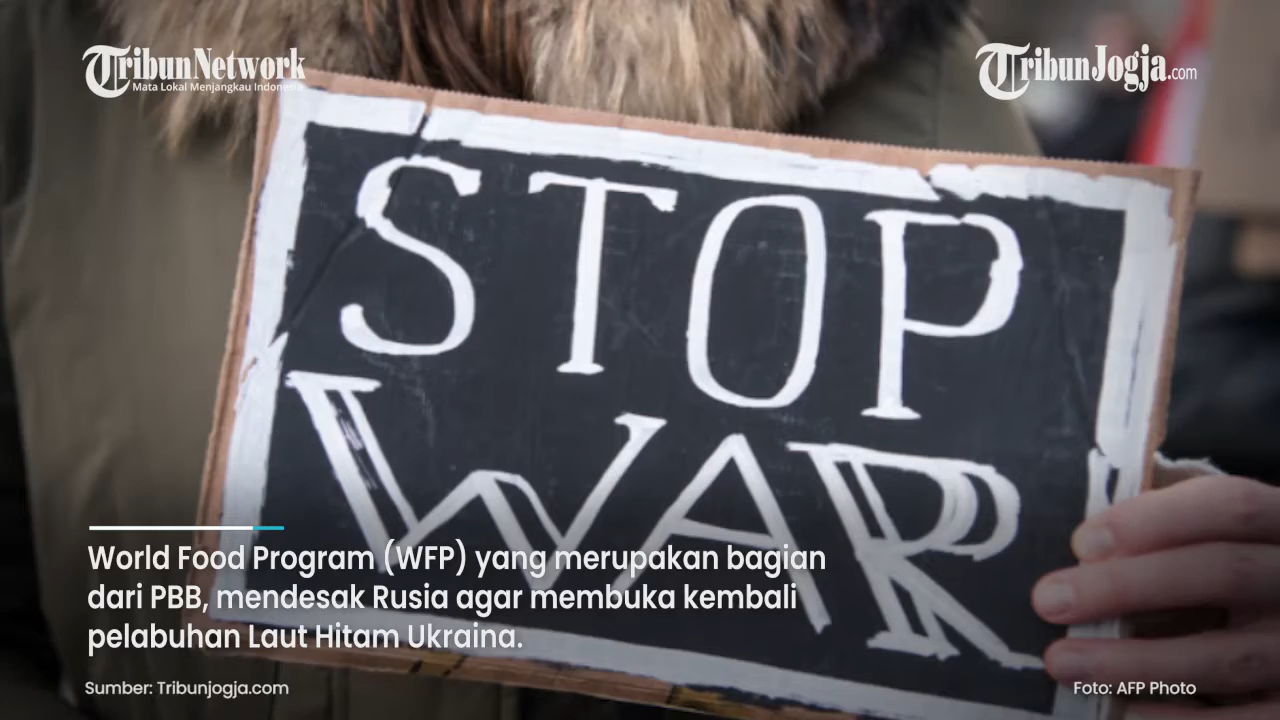 TribunNetwork
Mata Lokal Menjangkau Indonesia
TribunJogja.com
STOP
WAR
World Food Program (WFP) yang merupakan bagian
dari PBB, mendesak Rusia agar membuka kembali
pelabuhan Laut Hitam Ukraina.
Sumber: Tribunjogja.com
Foto: AFP Photo